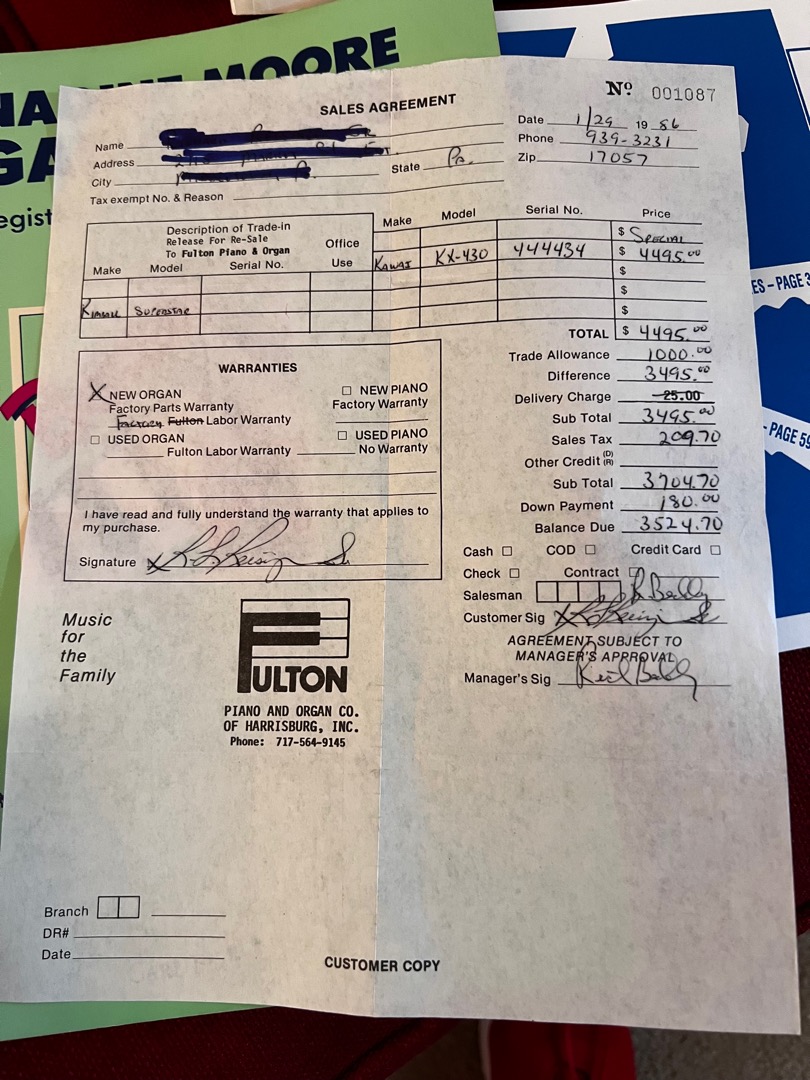 MOORE
GA
egist
ES – PAGE 3
- PAGE 59
SALES AGREEMENT
Nº 001087
Date 1/29 19 86
Name
Phone 939-3231
Address
City
State Pa.
Zip 17057
Tax exempt No. & Reason
Description of Trade-in
Release For Re-Sale
To Fulton Piano & Organ
Office Use
Make Model Serial No.
Kimball Superstar
Make Model Serial No. Price
$ Special
Kawai KX-430 444434 $ 4495.00
$
$
$
TOTAL $ 4495.00
Trade Allowance 1000.00
Difference 3495.00
Delivery Charge 25.00
Sub Total 3495.00
Sales Tax 209.70
Other Credit (D) (R)
Sub Total 3704.70
Down Payment 180.00
Balance Due 3524.70
WARRANTIES
X NEW ORGAN
Factory Parts Warranty
Factory Fulton Labor Warranty
USED ORGAN
Fulton Labor Warranty
NEW PIANO
Factory Warranty
USED PIANO
No Warranty
I have read and fully understand the warranty that applies to
my purchase.
Signature x Sr
Cash COD Credit Card
Check Contract
Salesman
Customer Sig x Sr
AGREEMENT SUBJECT TO
MANAGER'S APPROVAL
Manager's Sig
Music
for
the
Family
FULTON
PIANO AND ORGAN CO.
OF HARRISBURG, INC.
Phone: 717-564-9145
Branch
DR#
Date
CUSTOMER COPY